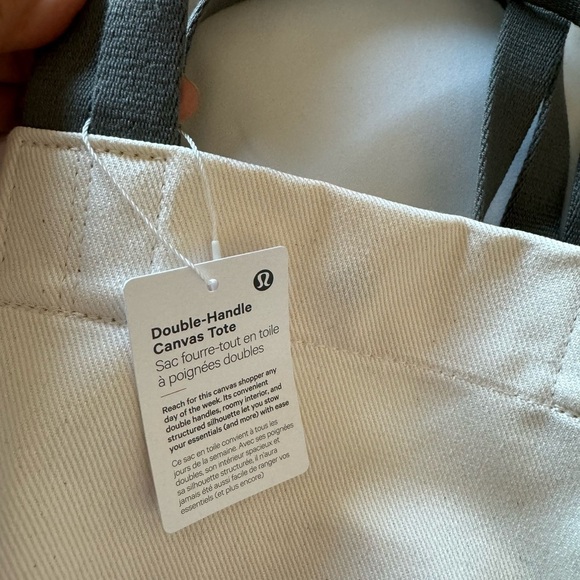 Double-Handle
Canvas Tote
Sac fourre-tout en toile
à poignées doubles
Reach for this canvas shopper any
day of the week. Its convenient
double handles, roomy interior, and
structured silhouette let you stow
your essentials (and more) with ease
Ce sac en toile convient à tous les
jours de la semaine. Avec ses poignées
doubles, son intérieur spacieux et
sa silhouette structurée, il n'aura
jamais été aussi facile de ranger vos
essentiels (et plus encore)